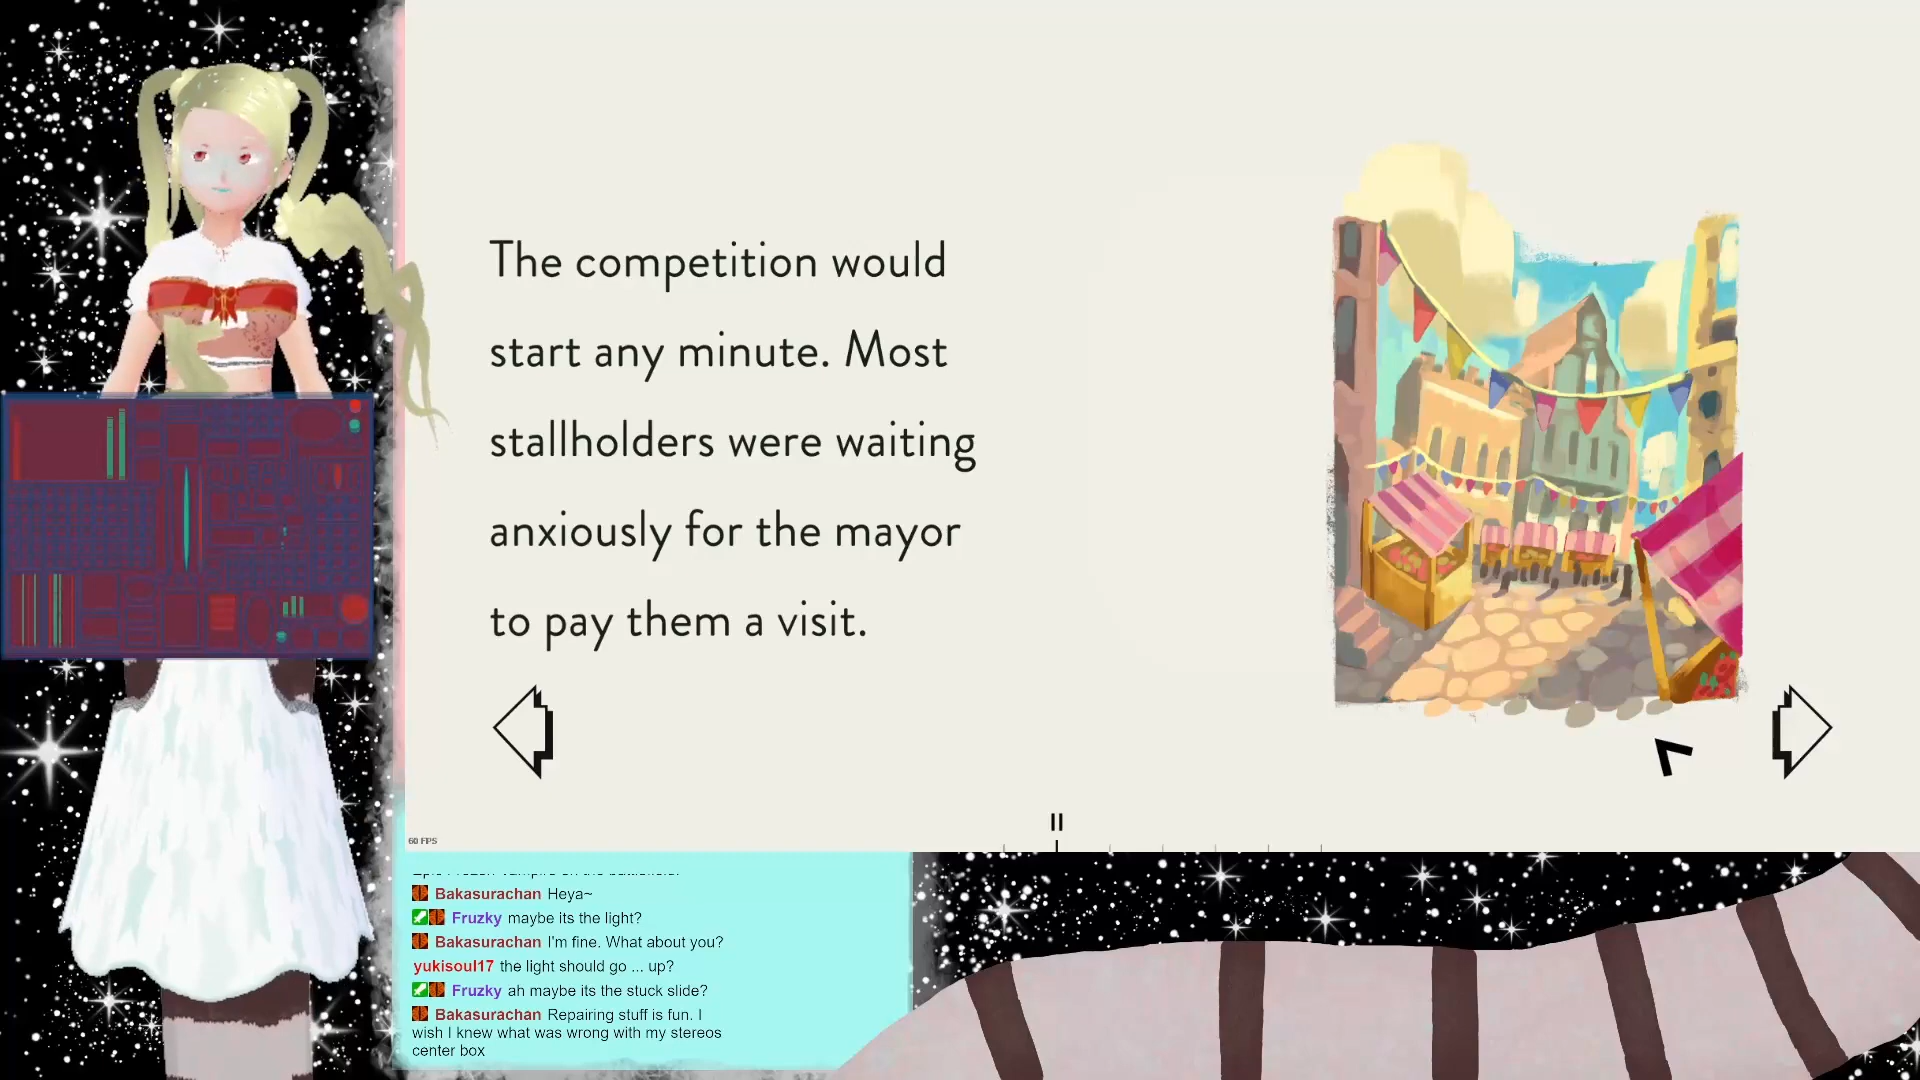 The competition would
start any minute. Most
stallholders were waiting
anxiously for the mayor
to pay them a visit.
60 FPS
Bakasurachan Heya~
Fruzky maybe its the light?
Bakasurachan I'm fine. What about you?
yukisoul17 the light should go ... up?
Fruzky ah maybe its the stuck slide?
Bakasurachan Repairing stuff is fun. I
wish I knew what was wrong with my stereos
center box